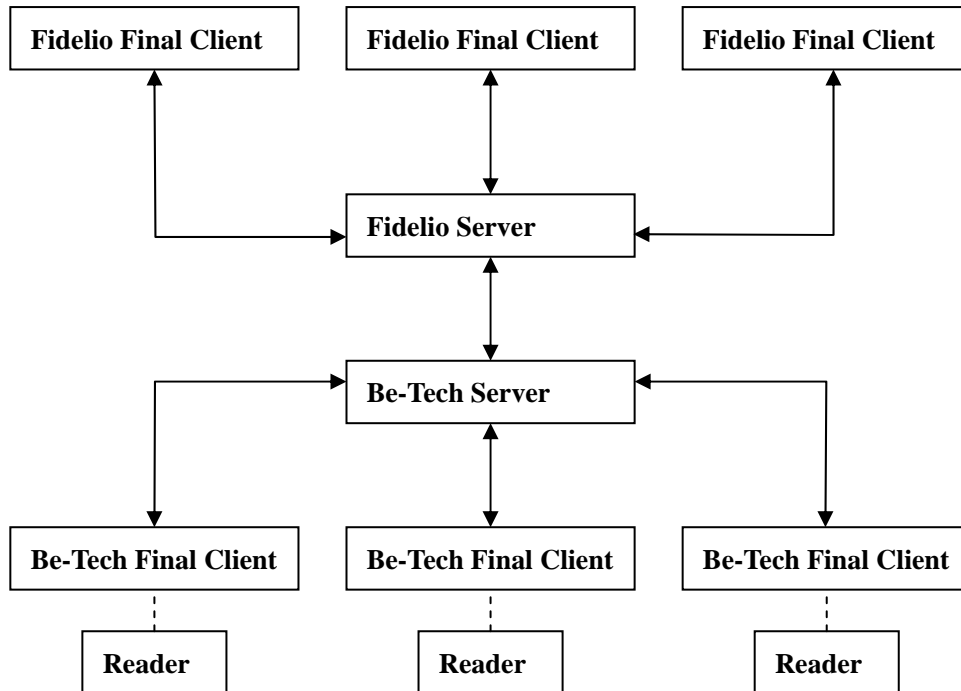 Fidelio Final Client
Fidelio Final Client
Fidelio Final Client
Fidelio Server
Be-Tech Server
Be-Tech Final Client
Be-Tech Final Client
Be-Tech Final Client
Reader
Reader
Reader